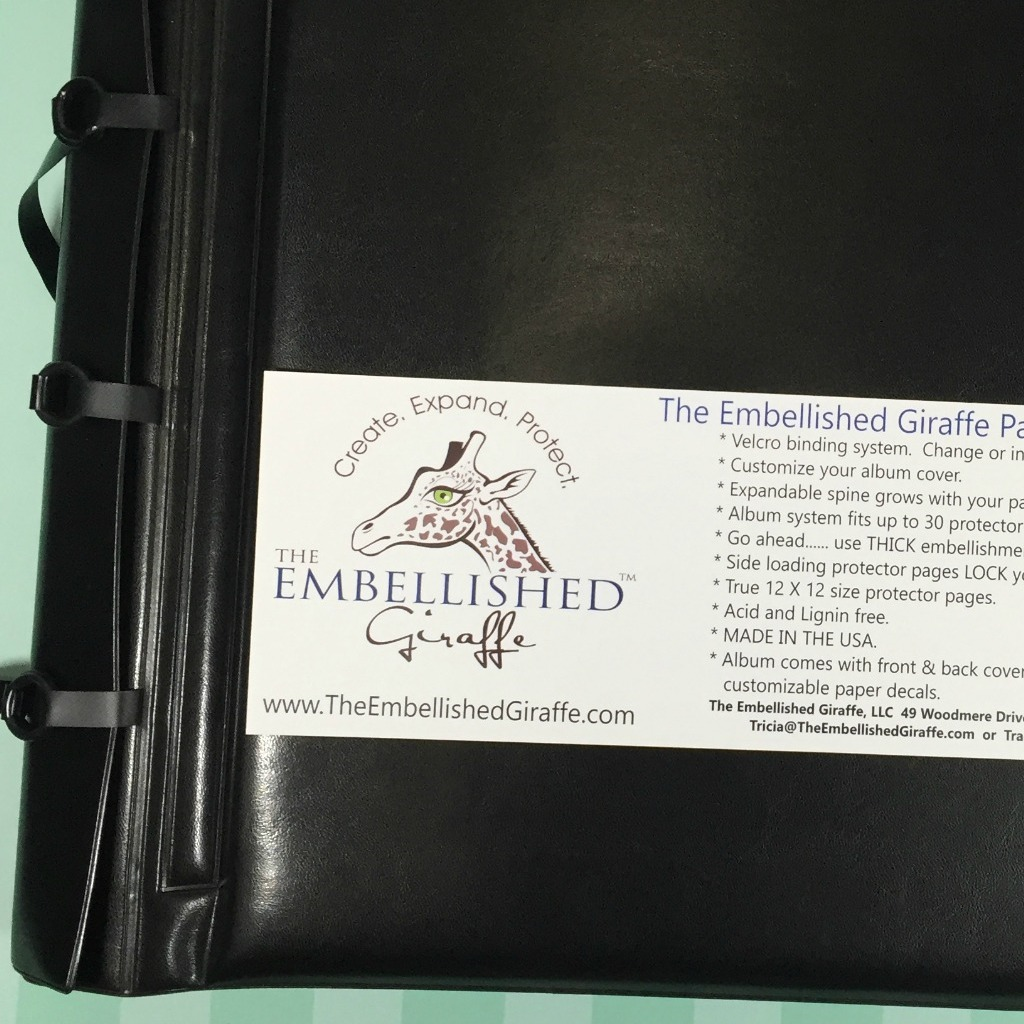 Create. Expand. Protect.
THE
EMBELLISHED™
Giraffe
www.TheEmbellishedGiraffe.com
The Embellished Giraffe
* Velcro binding system. Change or
* Customize your album cover.
* Expandable spine grows with your
* Album system fits up to 30 protector
* Go ahead...... use THICK
* Side loading protector pages LOCK
* True 12 X 12 size protector pages.
* Acid and Lignin free.
* MADE IN THE USA.
* Album comes with front & back
customizable paper decals.
The Embellished Giraffe, LLC 49 Woodmere
Tricia@TheEmbellishedGiraffe.com or